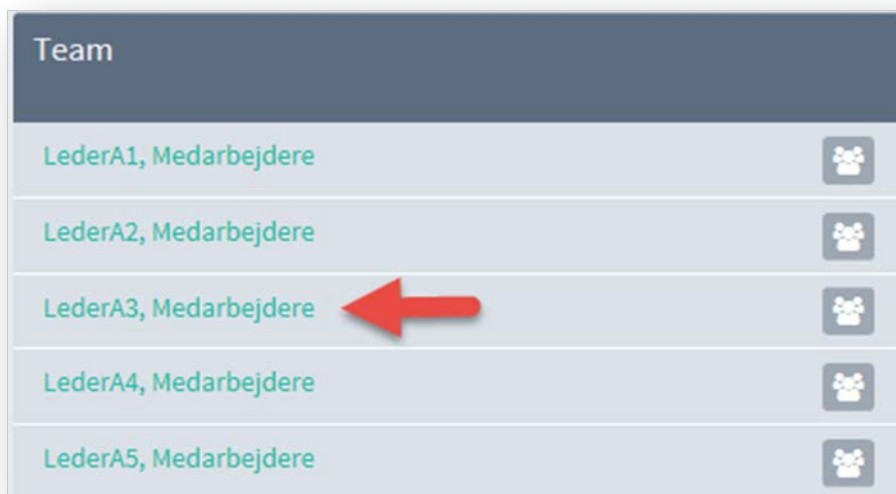 Team
LederA1, Medarbejdere
LederA2, Medarbejdere
LederA3, Medarbejdere
LederA4, Medarbejdere
LederA5, Medarbejdere